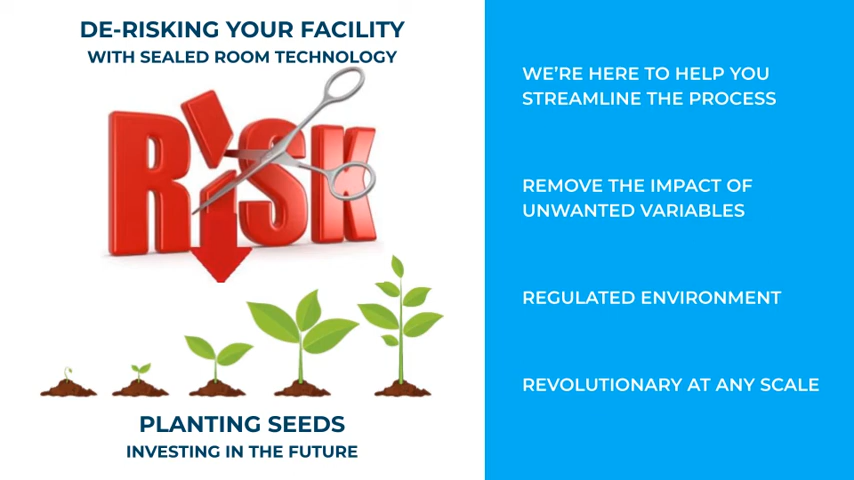 DE-RISKING YOUR FACILITY
WITH SEALED ROOM TECHNOLOGY
RISK
PLANTING SEEDS
INVESTING IN THE FUTURE
WE'RE HERE TO HELP YOU
STREAMLINE THE PROCESS
REMOVE THE IMPACT OF
UNWANTED VARIABLES
REGULATED ENVIRONMENT
REVOLUTIONARY AT ANY SCALE